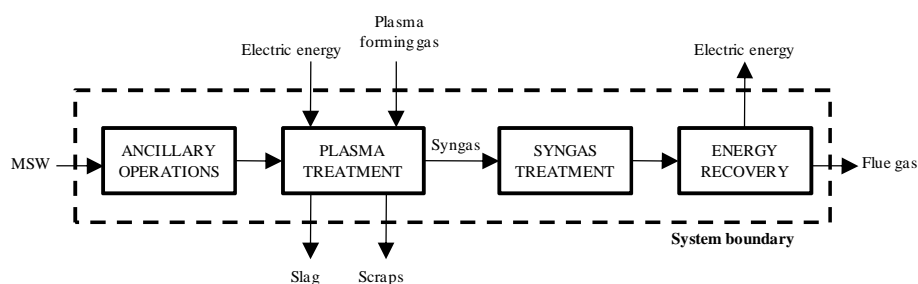 Plasma
forming gas
Electric energy
Electric energy
MSW
ANCILLARY
OPERATIONS
PLASMA
TREATMENT
Syngas
SYNGAS
TREATMENT
ENERGY
RECOVERY
Flue gas
System boundary
Slag
Scraps